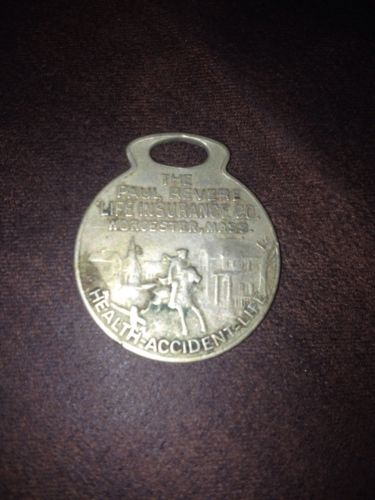 THE
PAUL REVERE
LIFE INSURANCE CO.
WORCESTER, MASS.
HEALTH-ACCIDENT-LIFE